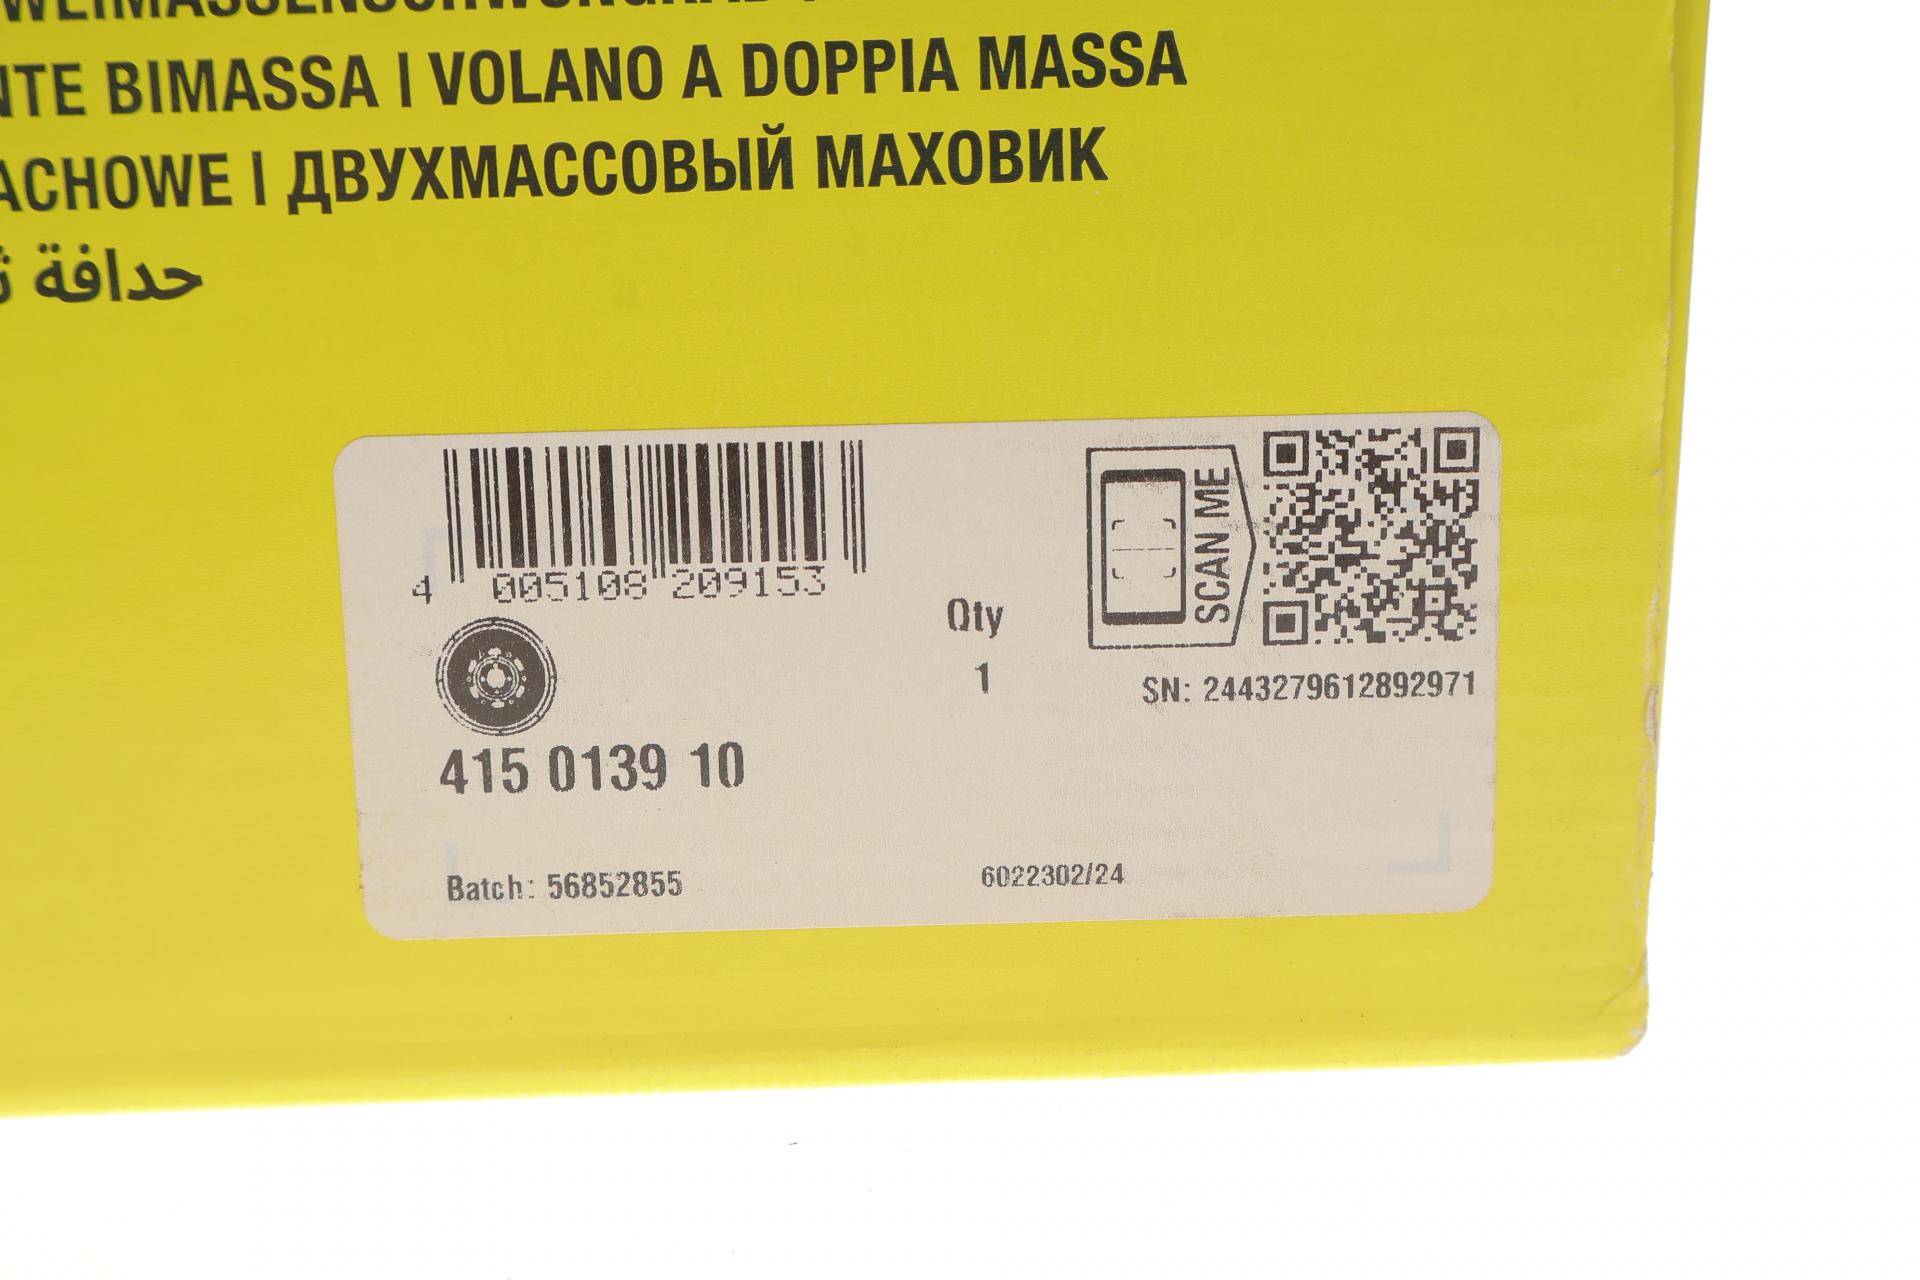 NTE BIMASSA | VOLANO A DOPPIA MASSA
ACHOWE | ДВУХМАССОВЫЙ МАХОВИК
حدافة
4 005108 209153
SCAN ME
Qty
1
SN: 2443279612892971
415 0139 10
Batch: 56852855
6022302/24